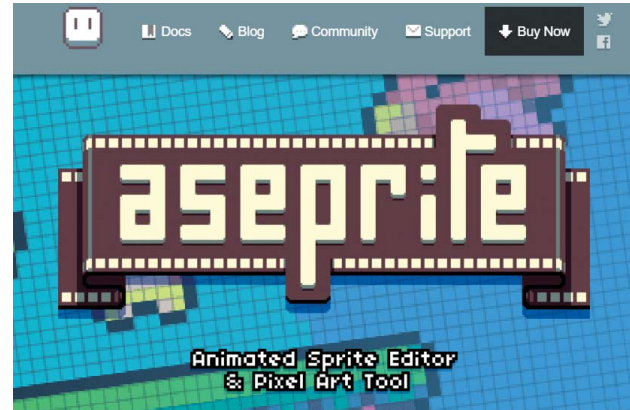 Docs Blog Community Support Buy Now
aseprite
Animated Sprite Editor
& Pixel Art Tool